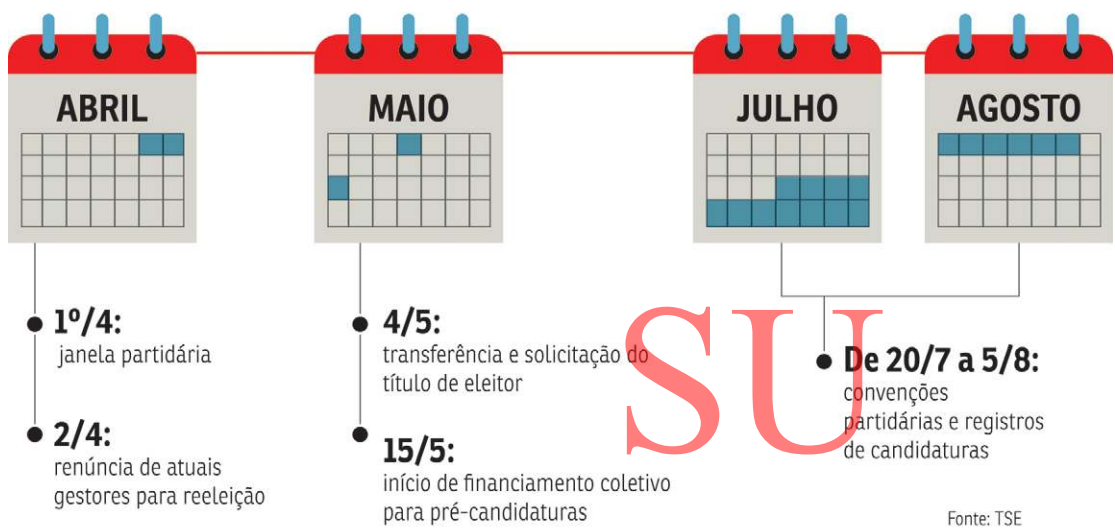 ABRIL
MAIO
JULHO
AGOSTO
1º/4:
janela partidária
2/4:
renúncia de atuais
gestores para reeleição
4/5:
transferência e solicitação do
título de eleitor
15/5:
início de financiamento coletivo
para pré-candidaturas
De 20/7 a 5/8:
convenções
partidárias e registros
de candidaturas
SU
Fonte: TSE